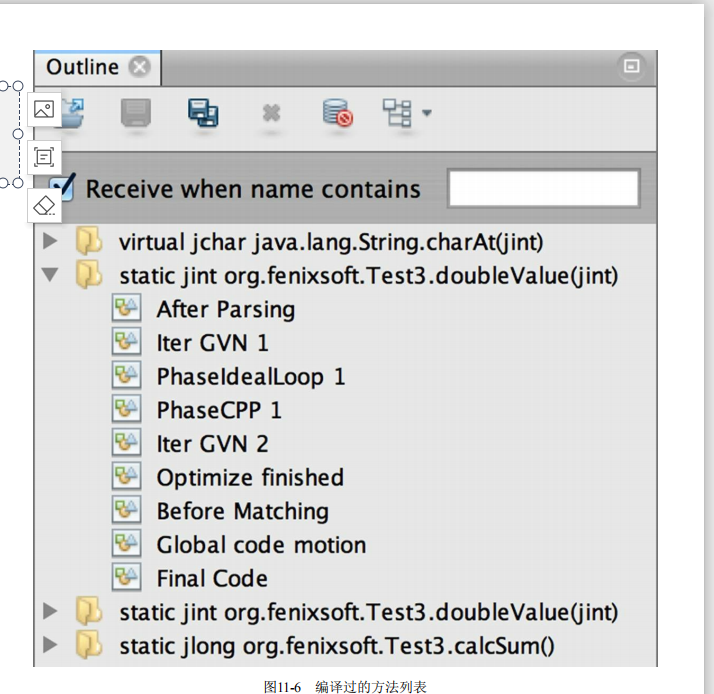 Outline
Receive when name contains
virtual jchar java.lang.String.charAt(jint)
static jint org.fenixsoft.Test3.doubleValue(jint)
After Parsing
Iter GVN 1
PhaseIdealLoop 1
PhaseCPP 1
Iter GVN 2
Optimize finished
Before Matching
Global code motion
Final Code
static jint org.fenixsoft.Test3.doubleValue(jint)
static jlong org.fenixsoft.Test3.calcSum()
图11-6 编译过的方法列表